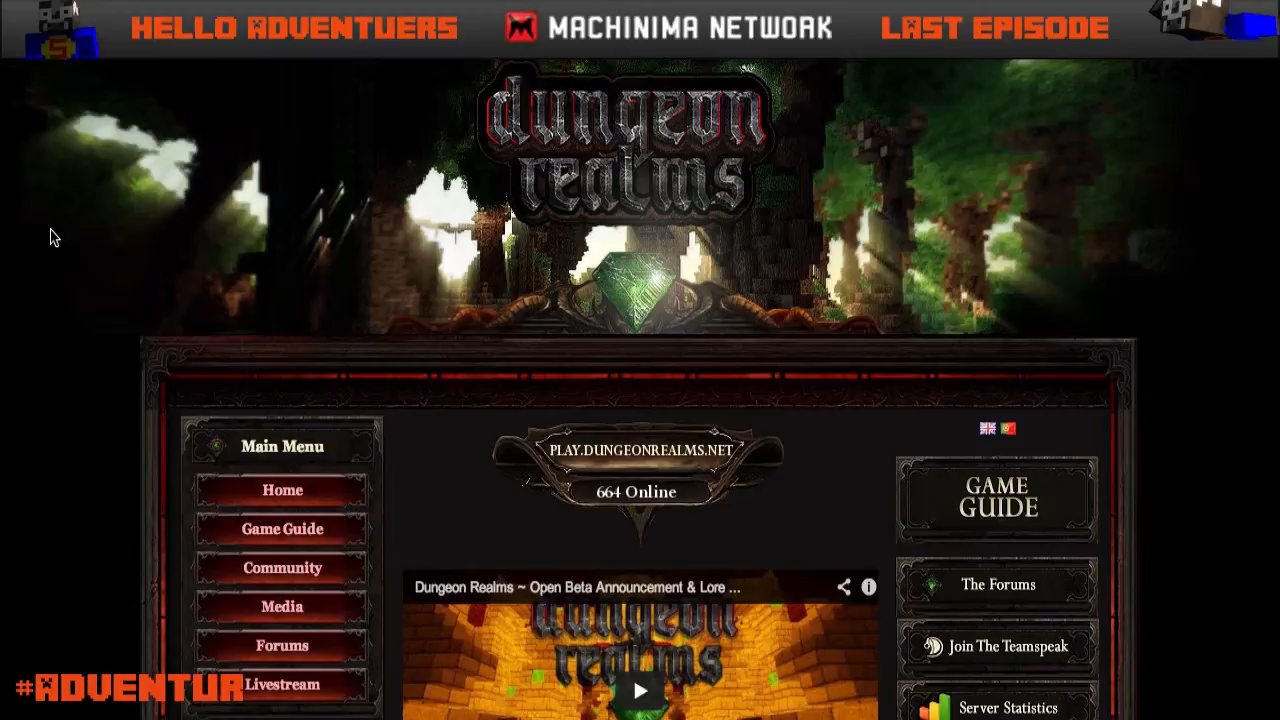 HELLO ADVENTUERS
MACHINIMA NETWORK
LAST EPISODE
dungeon
realms
Main Menu
Home
Game Guide
Community
Media
Forums
Livestream
PLAY.DUNGEONREALMS.NET
664 Online
Dungeon Realms ~ Open Beta Announcement & Lore ...
dungeon
realms
GAME
GUIDE
The Forums
Join The Teamspeak
Server Statistics
#ADVENTUR